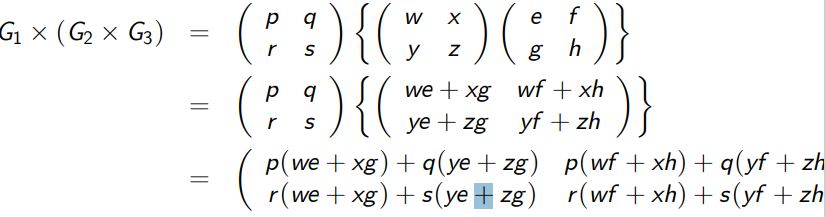 G₁ × (G₂ × G₃) = ( p q ) { ( w x ) ( e f ) }
( r s ) { ( y z ) ( g h ) }
= ( p q ) { ( we + xg wf + xh ) }
( r s ) { ( ye + zg yf + zh ) }
= ( p(we + xg) + q(ye + zg) p(wf + xh) + q(yf + zh
( r(we + xg) + s(ye + zg) r(wf + xh) + s(yf + zh